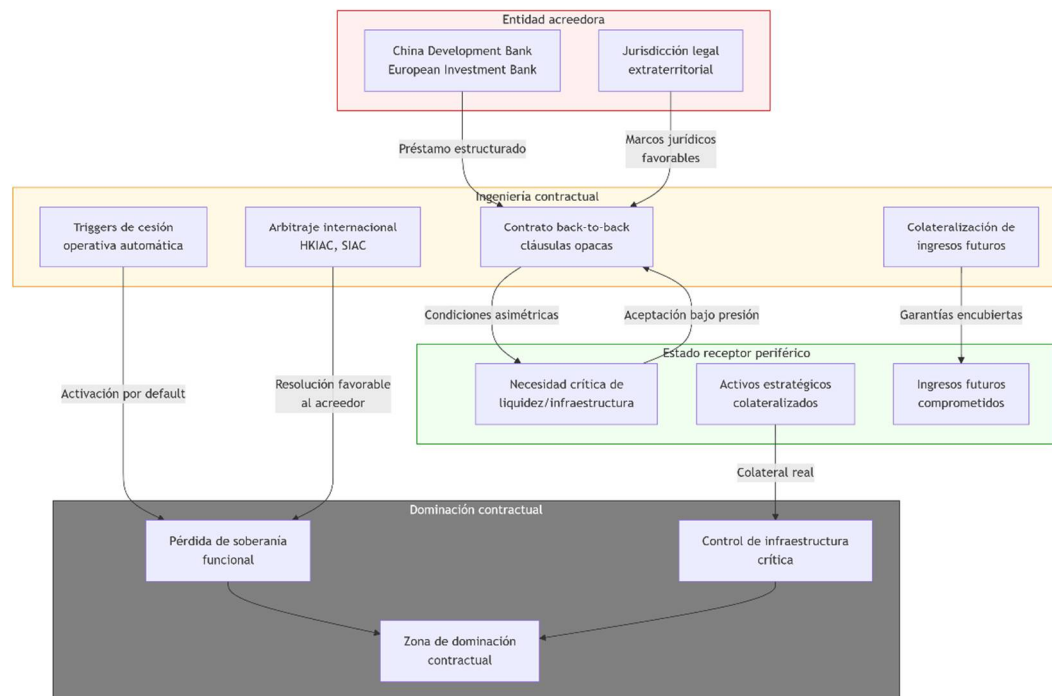 Entidad acreedora
China Development Bank
European Investment Bank
Jurisdicción legal
extraterritorial
Préstamo estructurado
Marcos jurídicos
favorables
Ingeniería contractual
Triggers de cesión
operativa automática
Arbitraje internacional
HKIAC, SIAC
Contrato back-to-back
cláusulas opacas
Colateralización de
ingresos futuros
Condiciones asimétricas
Aceptación bajo presión
Garantías encubiertas
Estado receptor periférico
Activación por default
Resolución favorable
al acreedor
Necesidad crítica de
liquidez/infraestructura
Activos estratégicos
colateralizados
Ingresos futuros
comprometidos
Colateral real
Dominación contractual
Pérdida de soberanía
funcional
Control de infraestructura
crítica
Zona de dominación
contractual